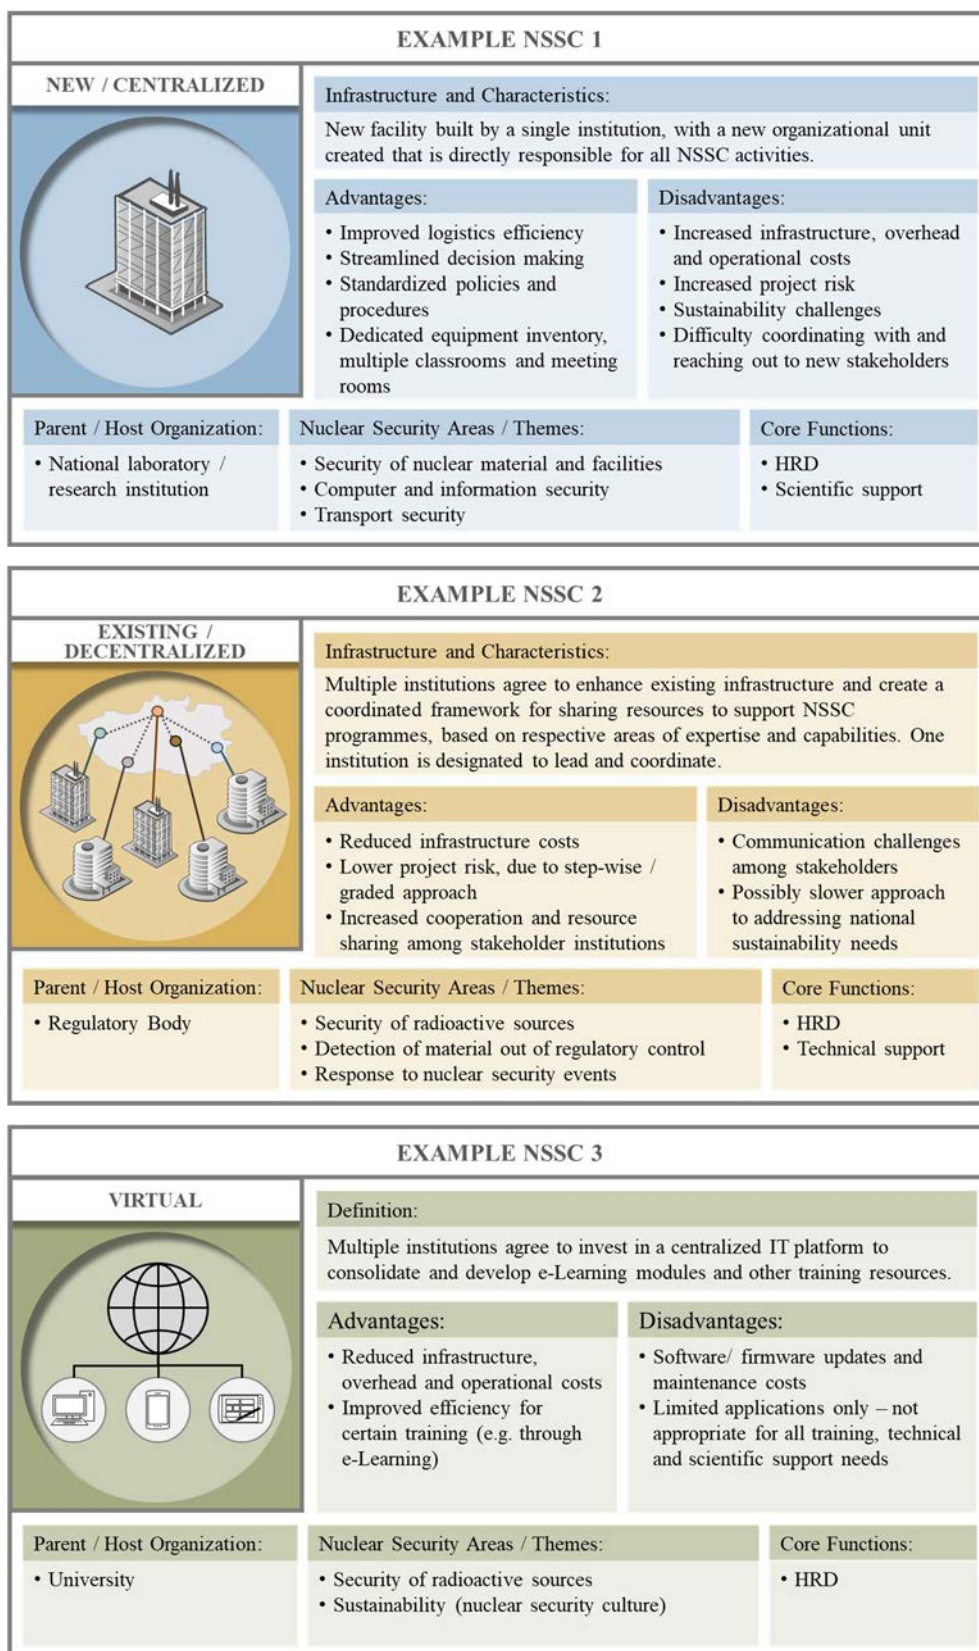 EXAMPLE NSSC 1
NEW / CENTRALIZED
Infrastructure and Characteristics:
New facility built by a single institution, with a new organizational unit
created that is directly responsible for all NSSC activities.
Advantages:
• Improved logistics efficiency
• Streamlined decision making
• Standardized policies and
procedures
• Dedicated equipment inventory,
multiple classrooms and meeting
rooms
Disadvantages:
• Increased infrastructure, overhead
and operational costs
• Increased project risk
• Sustainability challenges
• Difficulty coordinating with and
reaching out to new stakeholders
Parent / Host Organization:
• National laboratory /
research institution
Nuclear Security Areas / Themes:
• Security of nuclear material and facilities
• Computer and information security
• Transport security
Core Functions:
• HRD
• Scientific support
EXAMPLE NSSC 2
EXISTING /
DECENTRALIZED
Infrastructure and Characteristics:
Multiple institutions agree to enhance existing infrastructure and create a
coordinated framework for sharing resources to support NSSC
programmes, based on respective areas of expertise and capabilities. One
institution is designated to lead and coordinate.
Advantages:
• Reduced infrastructure costs
• Lower project risk, due to step-wise /
graded approach
• Increased cooperation and resource
sharing among stakeholder institutions
Disadvantages:
• Communication challenges
among stakeholders
• Possibly slower approach
to addressing national
sustainability needs
Parent / Host Organization:
• Regulatory Body
Nuclear Security Areas / Themes:
• Security of radioactive sources
• Detection of material out of regulatory control
• Response to nuclear security events
Core Functions:
• HRD
• Technical support
EXAMPLE NSSC 3
VIRTUAL
Definition:
Multiple institutions agree to invest in a centralized IT platform to
consolidate and develop e-Learning modules and other training resources.
Advantages:
• Reduced infrastructure,
overhead and operational costs
• Improved efficiency for
certain training (e.g. through
e-Learning)
Disadvantages:
• Software/ firmware updates and
maintenance costs
• Limited applications only – not
appropriate for all training, technical
and scientific support needs
Parent / Host Organization:
• University
Nuclear Security Areas / Themes:
• Security of radioactive sources
• Sustainability (nuclear security culture)
Core Functions:
• HRD